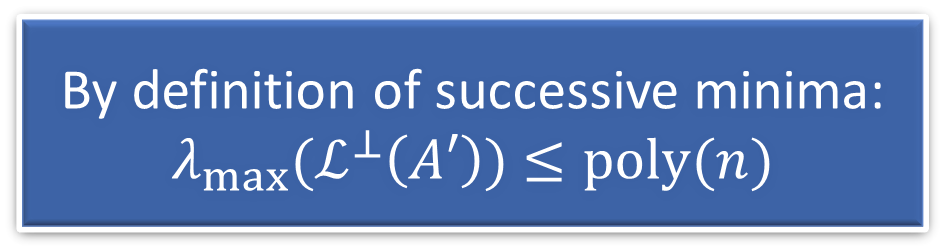 By definition of successive minima:
λ_max(ℒ^⊥(A′)) ≤ poly(n)